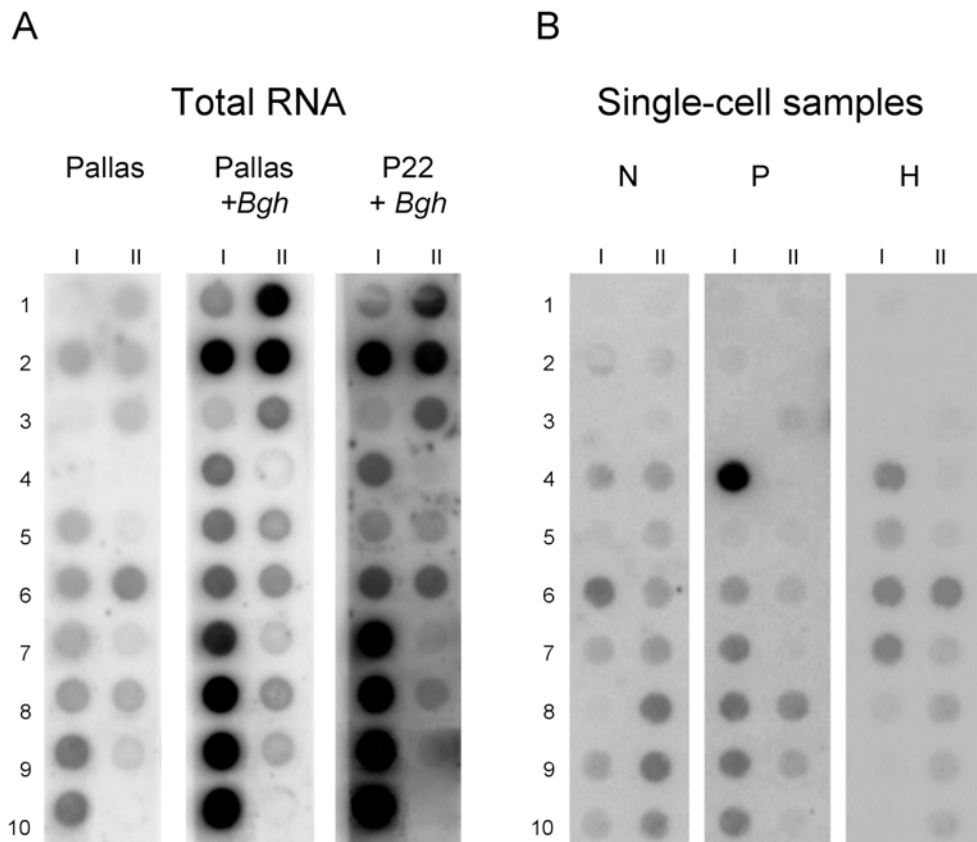 A
B
Total RNA
Single-cell samples
Pallas
Pallas
+Bgh
P22
+ Bgh
N
P
H
I II
I II
I II
I II
I II
I II
1
2
3
4
5
6
7
8
9
10
1
2
3
4
5
6
7
8
9
10